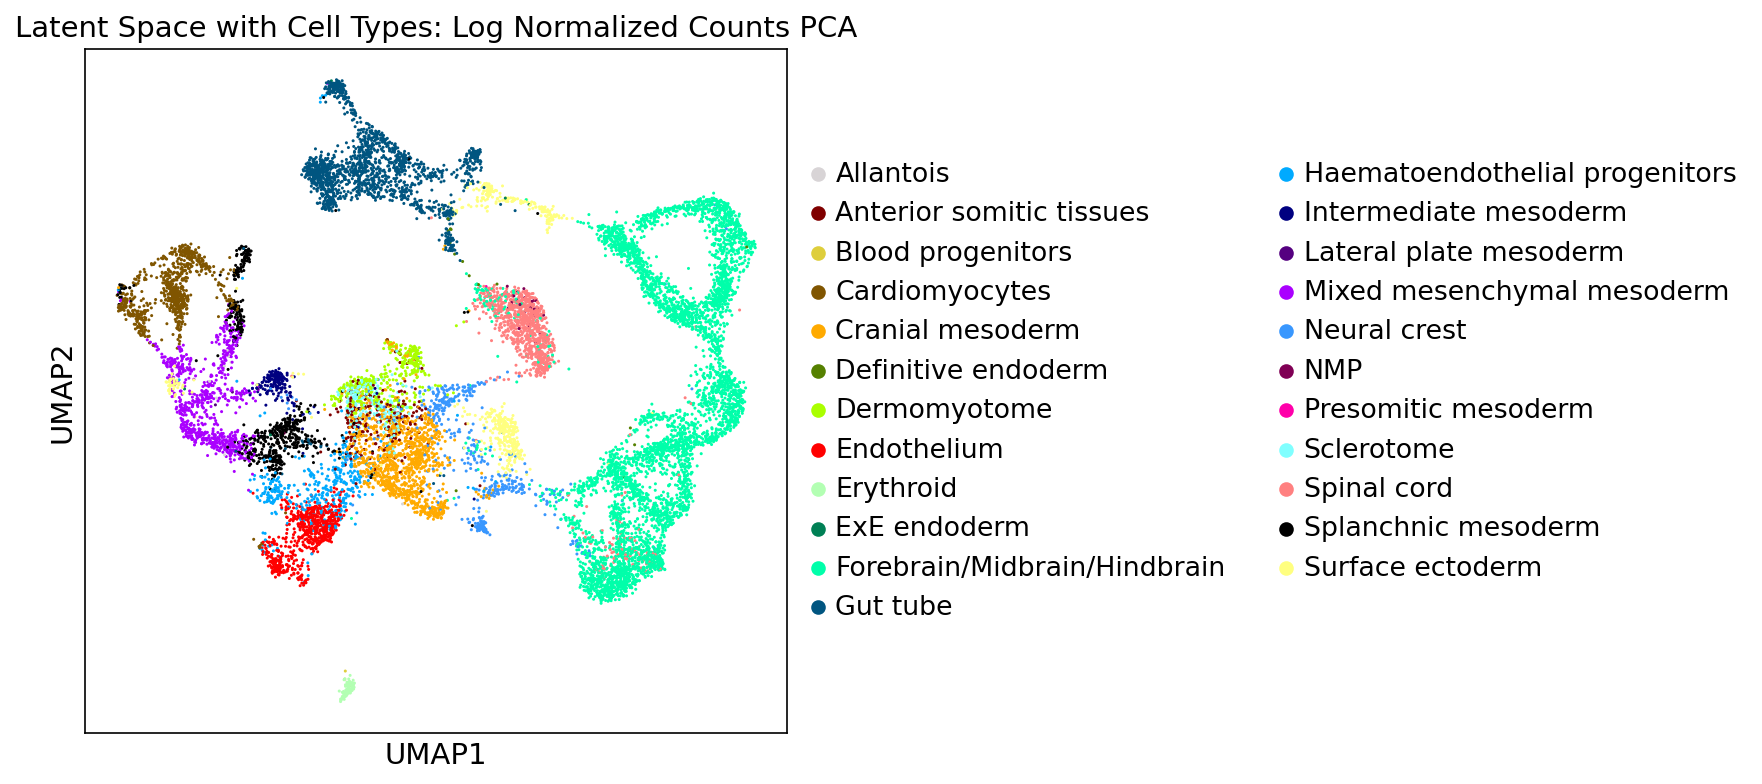 Latent Space with Cell Types: Log Normalized Counts PCA
UMAP2
UMAP1
Allantois
Anterior somitic tissues
Blood progenitors
Cardiomyocytes
Cranial mesoderm
Definitive endoderm
Dermomyotome
Endothelium
Erythroid
ExE endoderm
Forebrain/Midbrain/Hindbrain
Gut tube
Haematoendothelial progenitors
Intermediate mesoderm
Lateral plate mesoderm
Mixed mesenchymal mesoderm
Neural crest
NMP
Presomitic mesoderm
Sclerotome
Spinal cord
Splanchnic mesoderm
Surface ectoderm